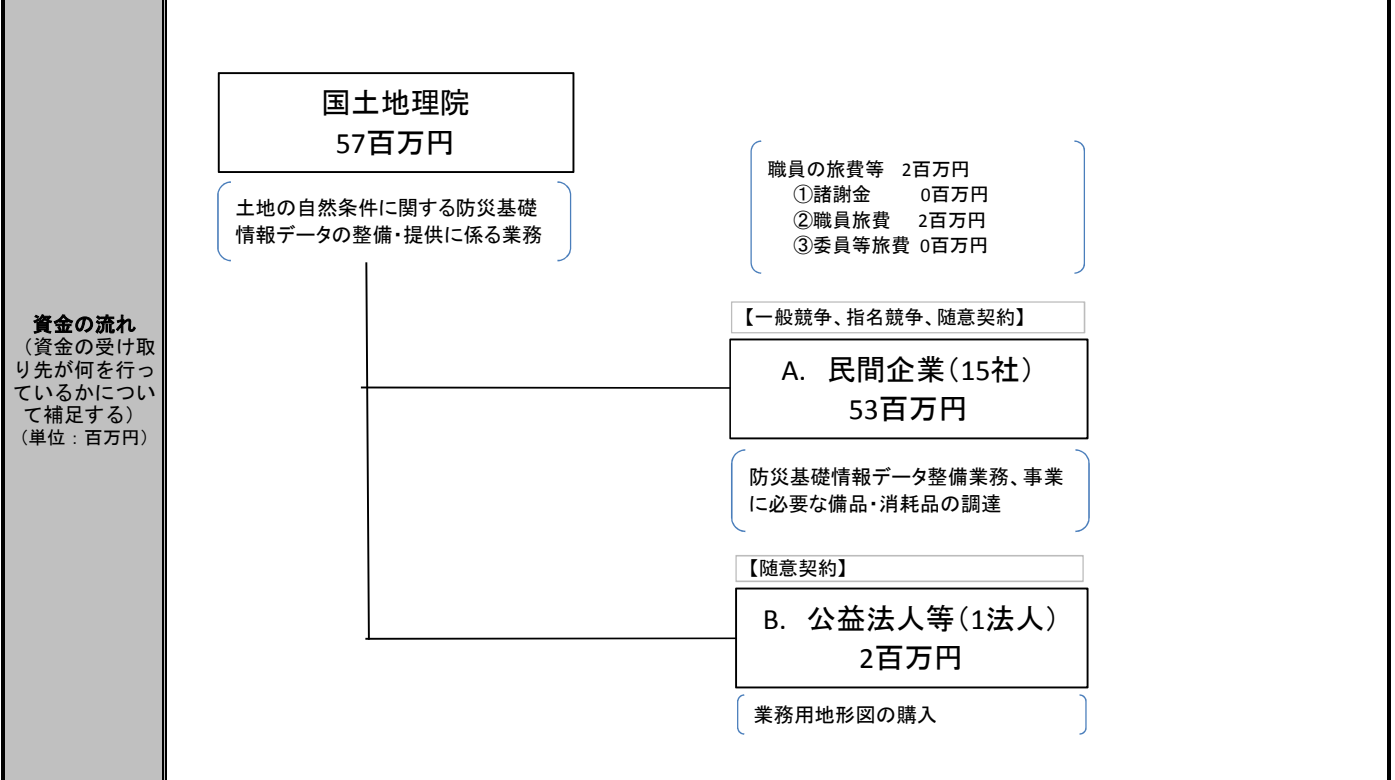 資金の流れ
（資金の受け取
り先が何を行っ
ているかについ
て補足する）
（単位：百万円）
国土地理院
57百万円
土地の自然条件に関する防災基礎
情報データの整備・提供に係る業務
職員の旅費等　2百万円
①諸謝金　　　0百万円
②職員旅費　　2百万円
③委員等旅費　0百万円
【一般競争、指名競争、随意契約】
A.　民間企業（15社）
53百万円
防災基礎情報データ整備業務、事業
に必要な備品・消耗品の調達
【随意契約】
B.　公益法人等（1法人）
2百万円
業務用地形図の購入